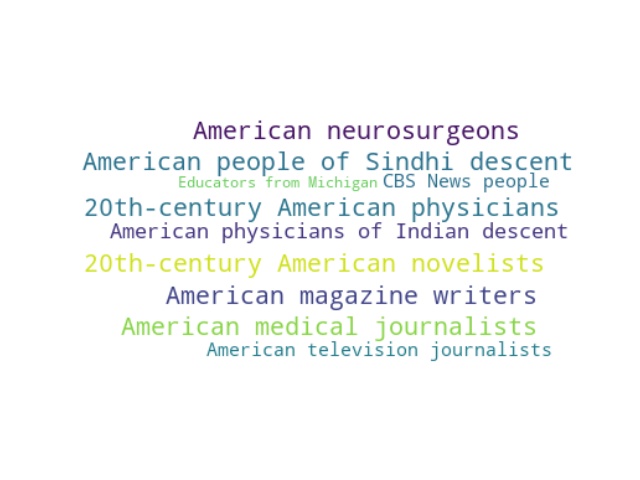 American neurosurgeons
American people of Sindhi descent
Educators from Michigan CBS News people
20th-century American physicians
American physicians of Indian descent
20th-century American novelists
American magazine writers
American medical journalists
American television journalists